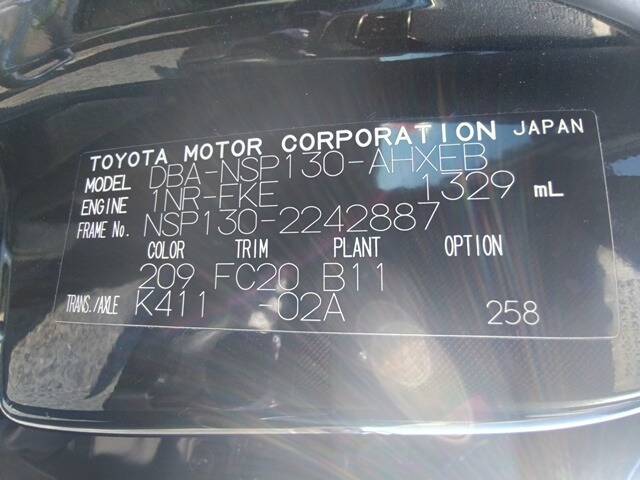 TOYOTA MOTOR CORPORATION JAPAN
MODEL DBA-NSP130-AHXEB
ENGINE 1NR-FKE 1329 mL
FRAME No. NSP130-2242887
COLOR TRIM PLANT OPTION
209 FC20 B11
TRANS./AXLE K411 -02A 258